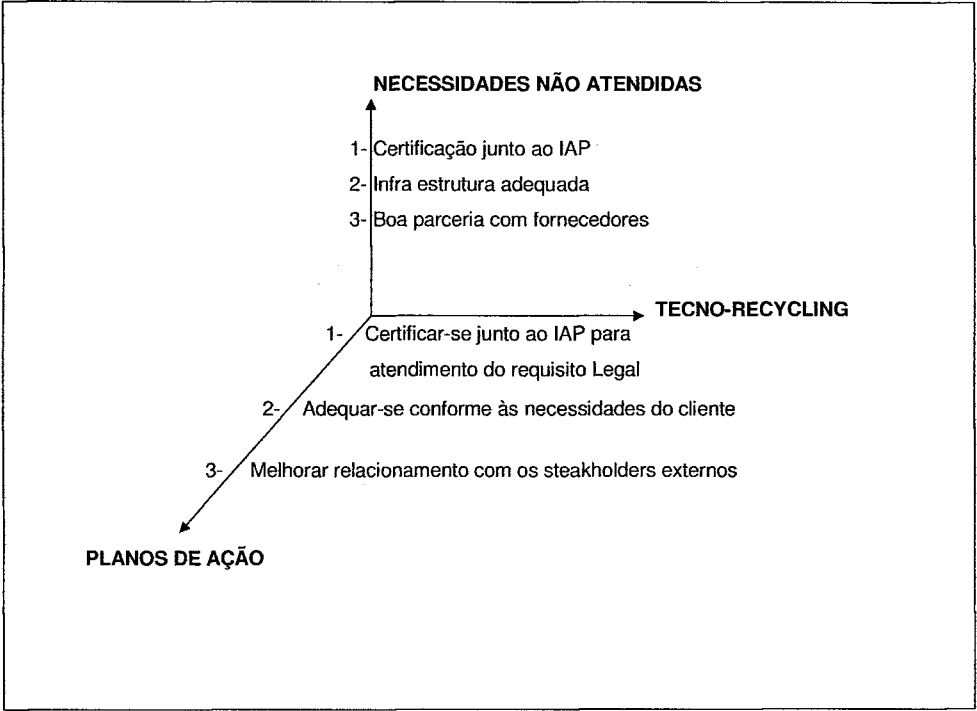 NECESSIDADES NÃO ATENDIDAS
1- Certificação junto ao IAP
2- Infra estrutura adequada
3- Boa parceria com fornecedores
TECNO-RECYCLING
1- Certificar-se junto ao IAP para
atendimento do requisito Legal
2- Adequar-se conforme às necessidades do cliente
3- Melhorar relacionamento com os steakholders externos
PLANOS DE AÇÃO